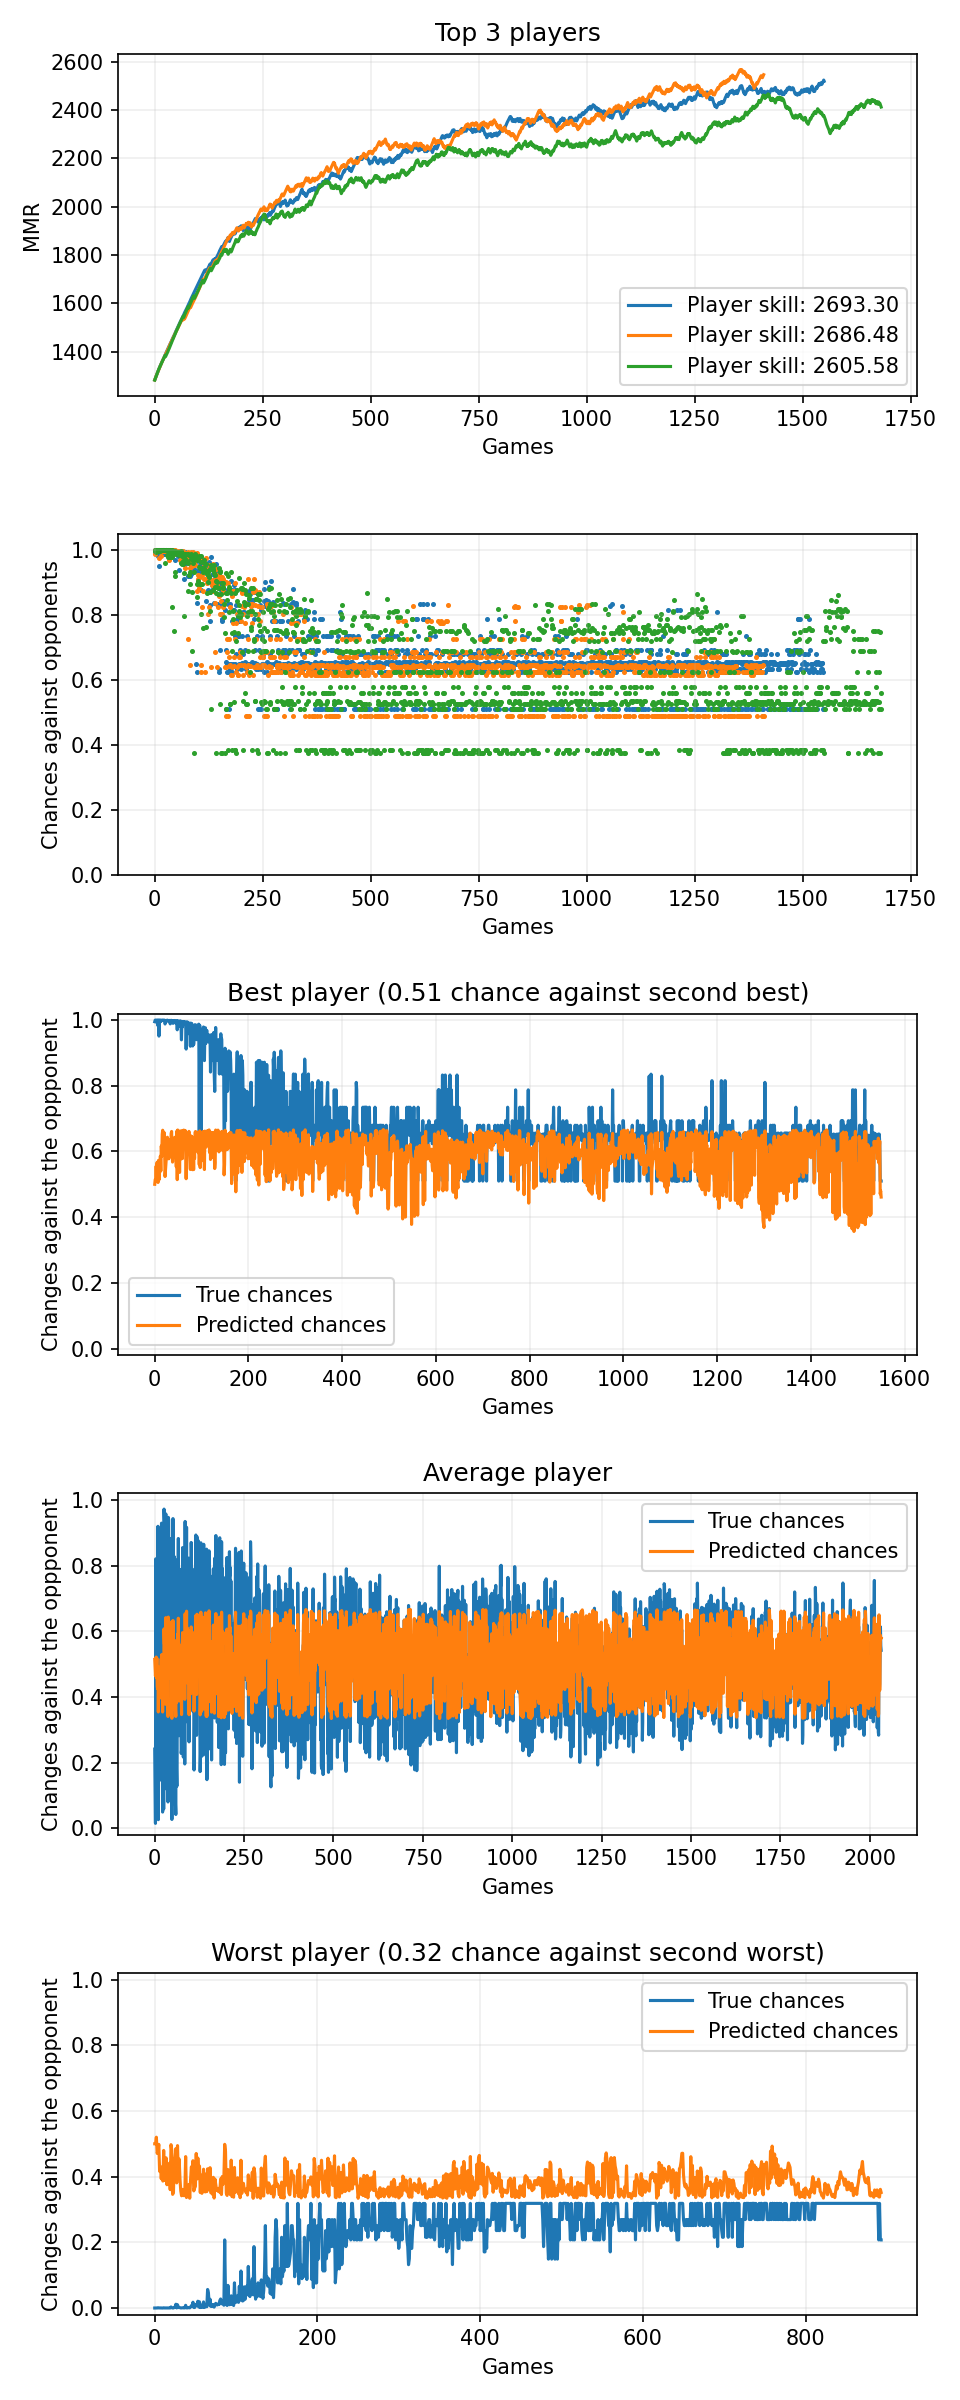 Top 3 players
2600
2400
2200
2000
1800
1600
1400
MMR
Player skill: 2693.30
Player skill: 2686.48
Player skill: 2605.58
0 250 500 750 1000 1250 1500 1750
Games
1.0
0.8
0.6
0.4
0.2
0.0
Chances against opponents
0 250 500 750 1000 1250 1500 1750
Games
Best player (0.51 chance against second best)
1.0
0.8
0.6
0.4
0.2
0.0
Changes against the oppponent
True chances
Predicted chances
0 200 400 600 800 1000 1200 1400 1600
Games
Average player
1.0
0.8
0.6
0.4
0.2
0.0
Changes against the oppponent
True chances
Predicted chances
0 250 500 750 1000 1250 1500 1750 2000
Games
Worst player (0.32 chance against second worst)
1.0
0.8
0.6
0.4
0.2
0.0
Changes against the oppponent
True chances
Predicted chances
0 200 400 600 800
Games